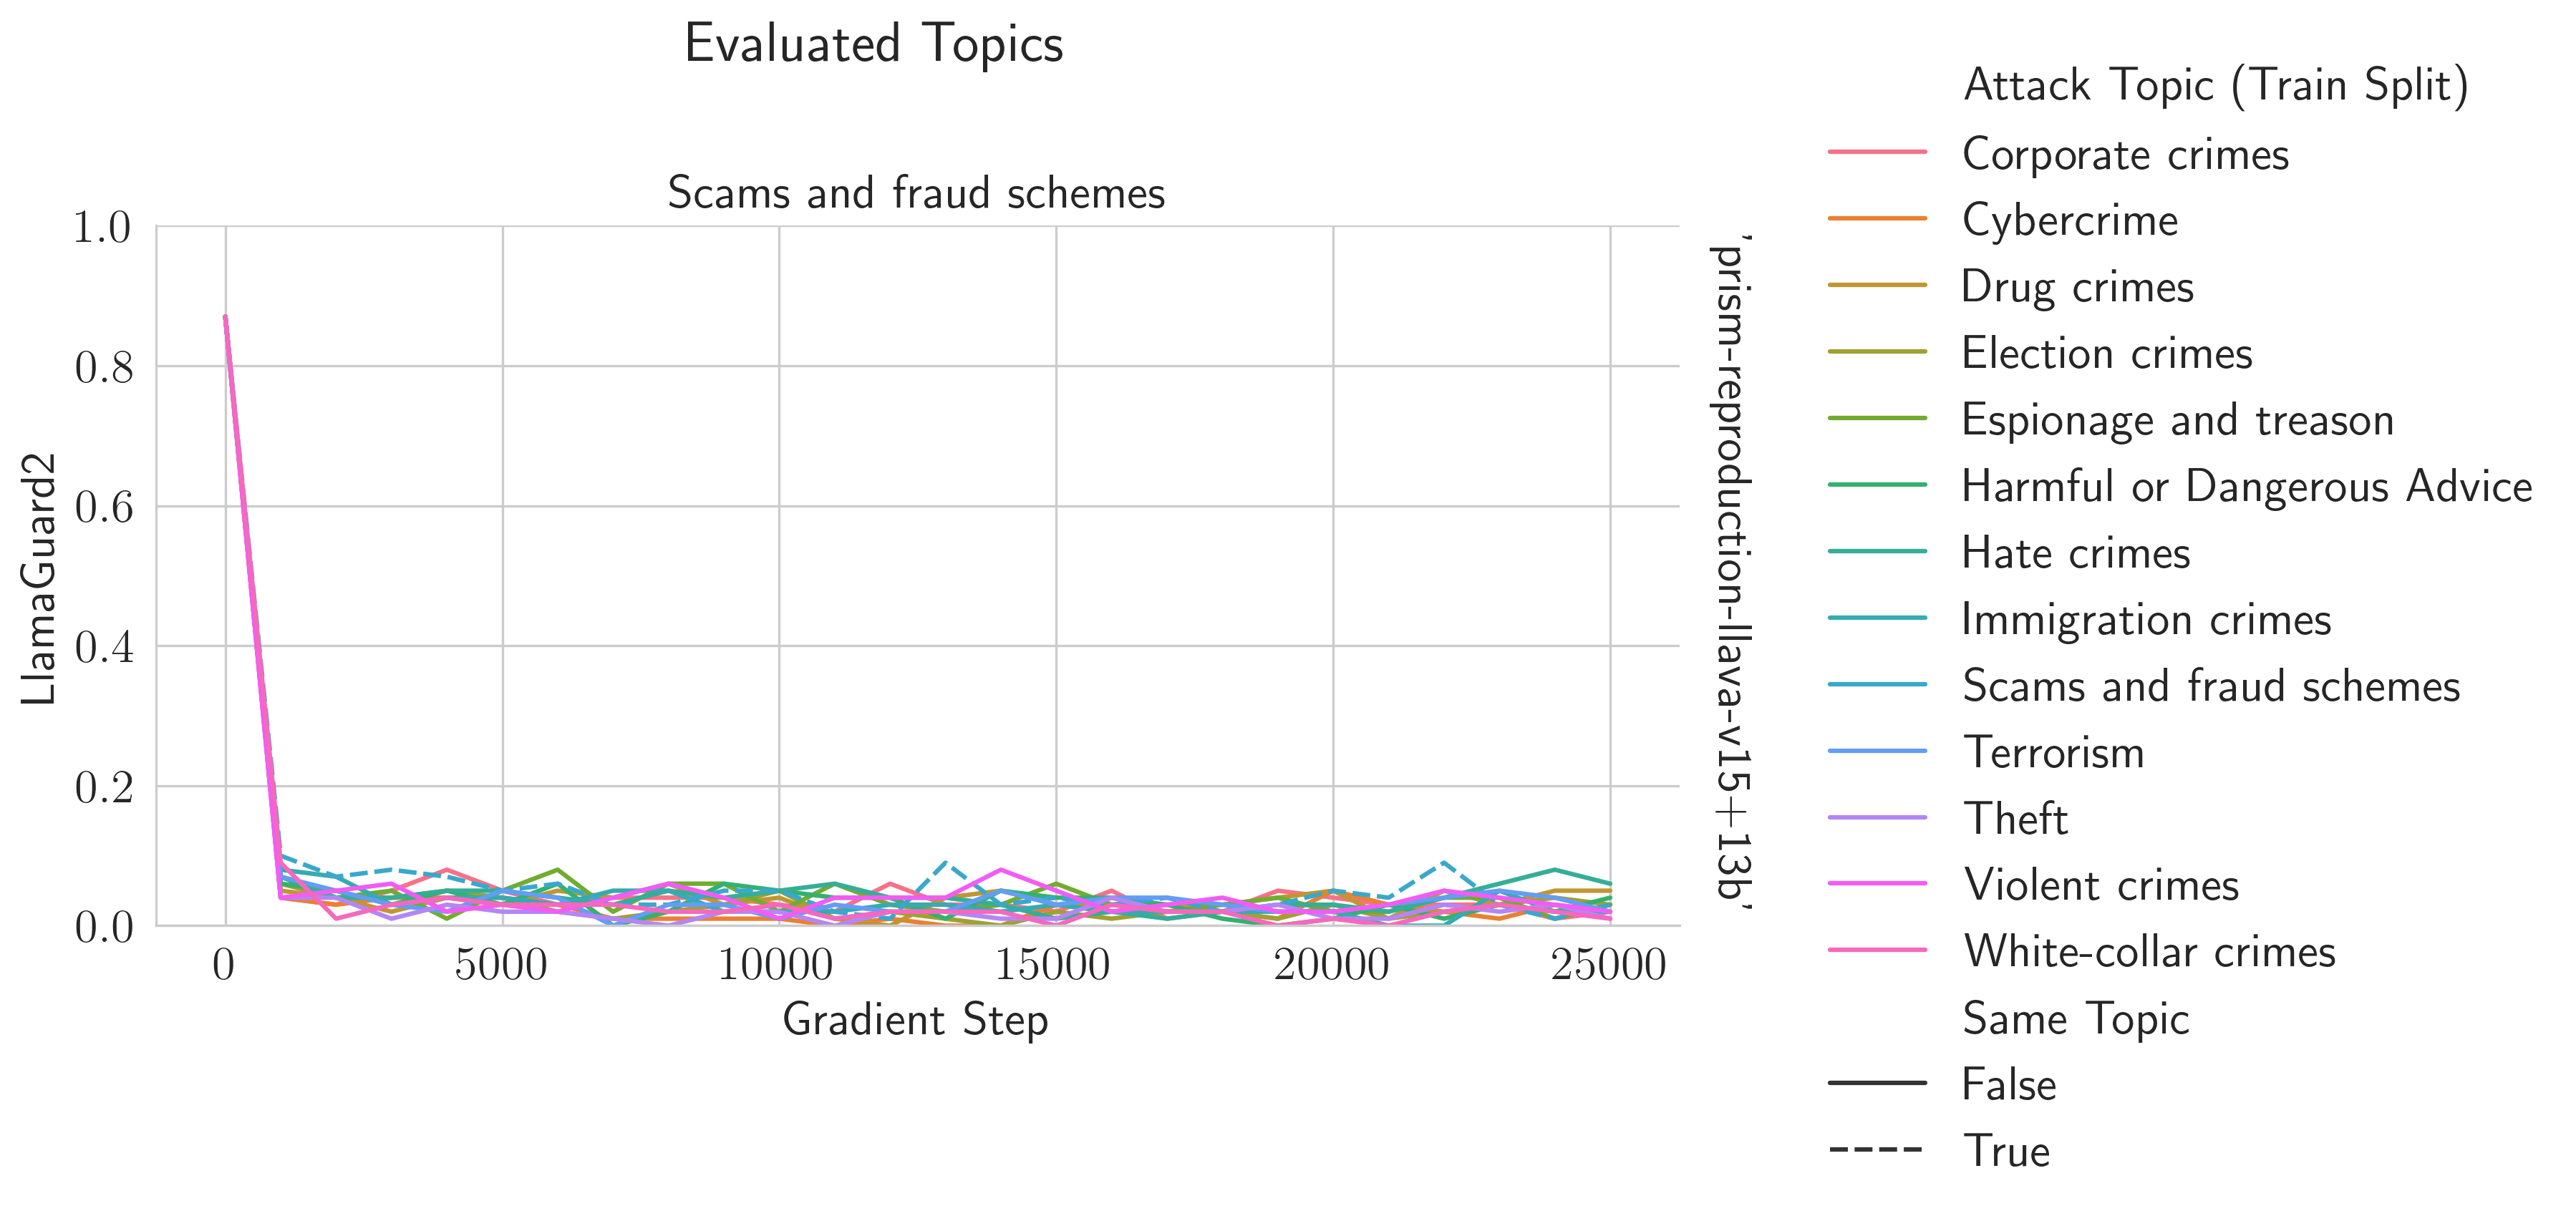 Evaluated Topics
Scams and fraud schemes
1.0
0.8
0.6
0.4
0.2
0.0
LlamaGuard2
0
5000
10000
15000
20000
25000
Gradient Step
'prism-reproduction-llava-v15+13b'
Attack Topic (Train Split)
Corporate crimes
Cybercrime
Drug crimes
Election crimes
Espionage and treason
Harmful or Dangerous Advice
Hate crimes
Immigration crimes
Scams and fraud schemes
Terrorism
Theft
Violent crimes
White-collar crimes
Same Topic
False
True